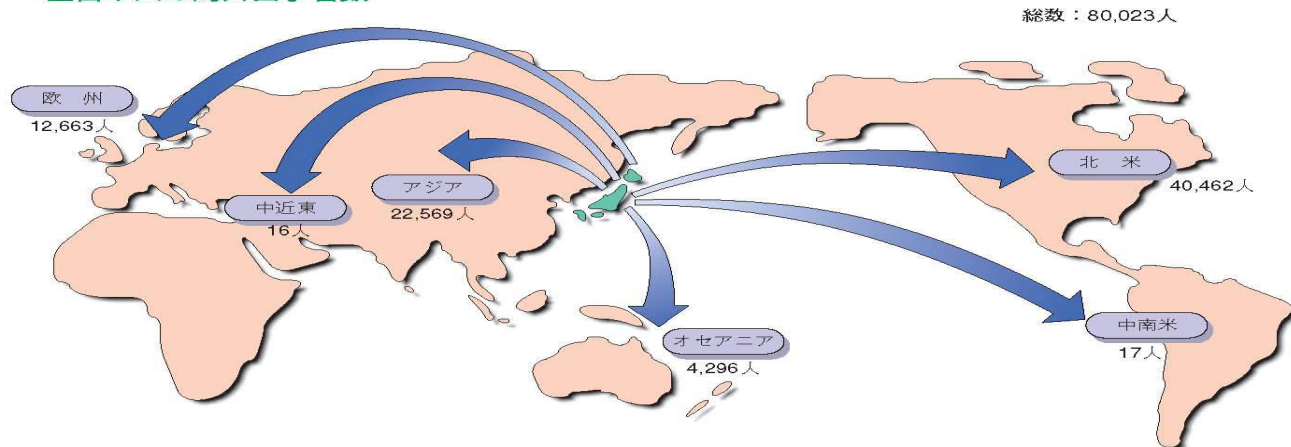 総数：80,023人
欧　州
12,663人
中近東
16人
アジア
22,569人
北　米
40,462人
オセアニア
4,296人
中南米
17人